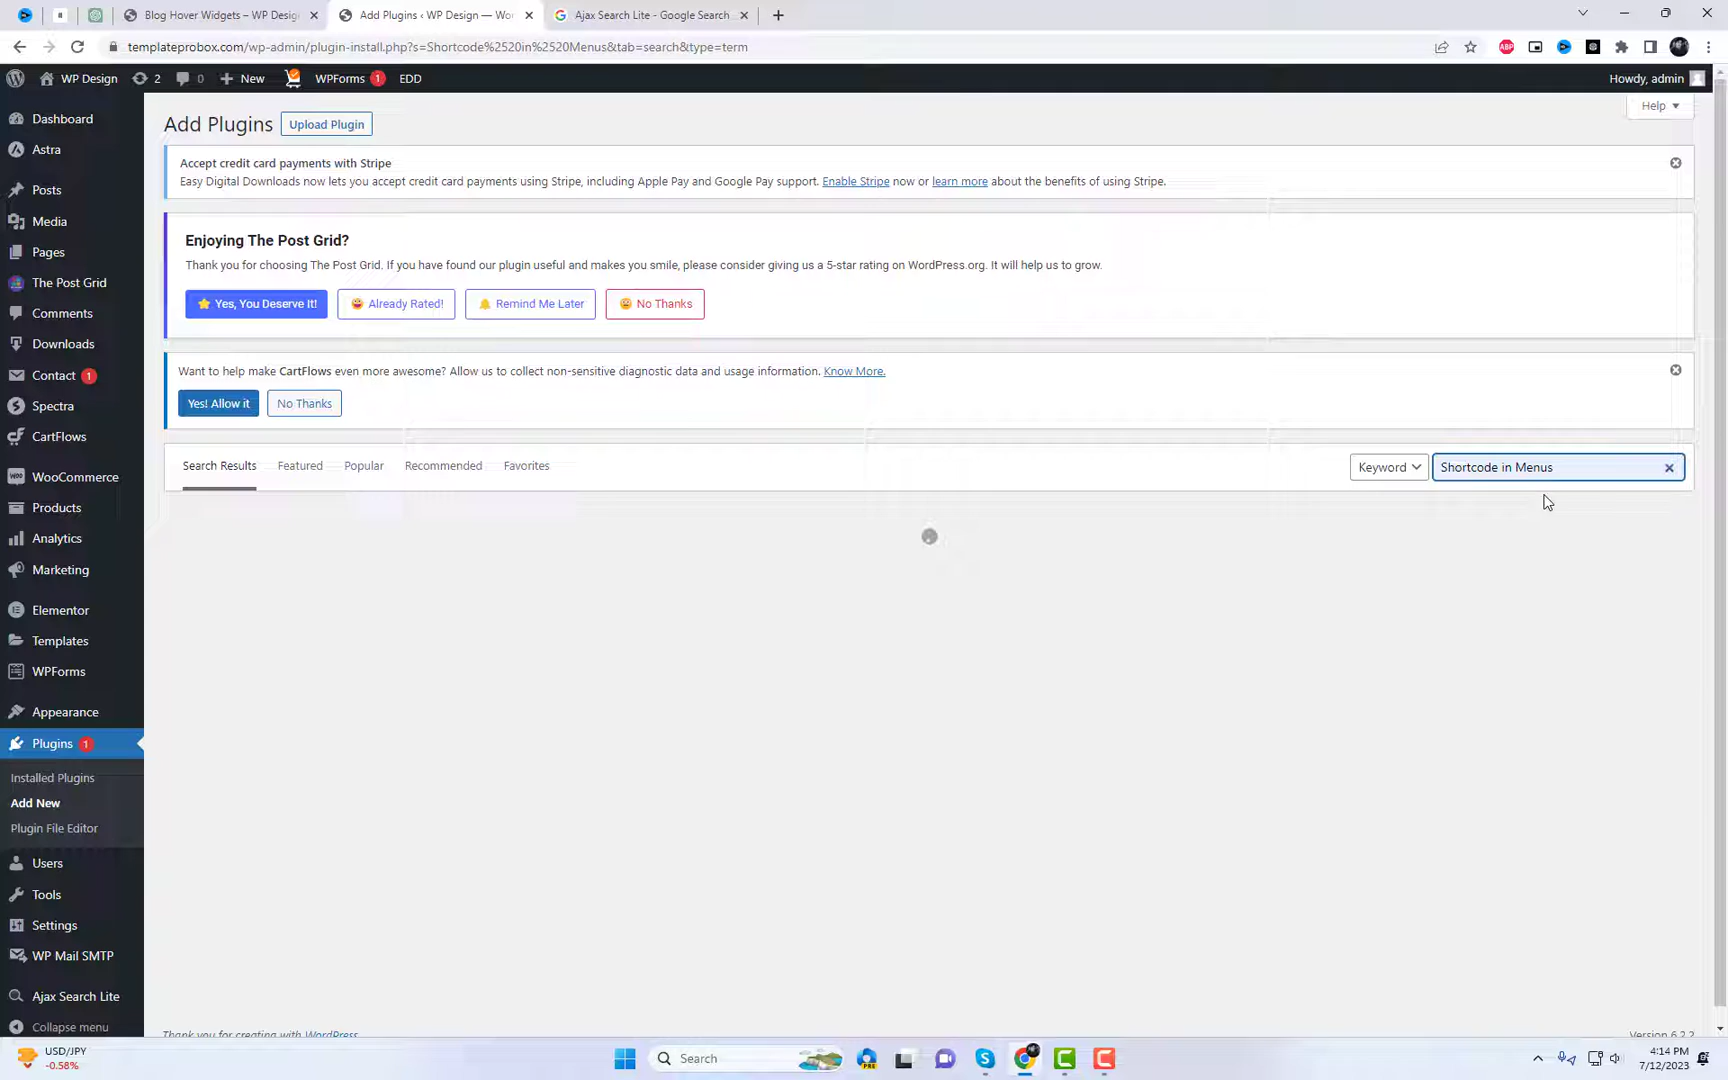 Blog Hover Widgets – WP Desig
Add Plugins ‹ WP Design — Wo
Ajax Search Lite - Google Search
templateprobox.com/wp-admin/plugin-install.php?s=Shortcode%2520in%2520Menus&tab=search&type=term
ABP
WP Design
2
0
New
WPForms
1
EDD
Howdy, admin
Help
Dashboard
Astra
Posts
Media
Pages
The Post Grid
Comments
Downloads
Contact 1
Spectra
CartFlows
WooCommerce
Products
Analytics
Marketing
Elementor
Templates
WPForms
Appearance
Plugins 1
Installed Plugins
Add New
Plugin File Editor
Users
Tools
Settings
WP Mail SMTP
Ajax Search Lite
Collapse menu
Add Plugins
Upload Plugin
Accept credit card payments with Stripe
Easy Digital Downloads now lets you accept credit card payments using Stripe, including Apple Pay and Google Pay support. Enable Stripe now or learn more about the benefits of using Stripe.
Enjoying The Post Grid?
Thank you for choosing The Post Grid. If you have found our plugin useful and makes you smile, please consider giving us a 5-star rating on WordPress.org. It will help us to grow.
Yes, You Deserve It!
Already Rated!
Remind Me Later
No Thanks
Want to help make CartFlows even more awesome? Allow us to collect non-sensitive diagnostic data and usage information. Know More.
Yes! Allow it
No Thanks
Search Results
Featured
Popular
Recommended
Favorites
Keyword
Shortcode in Menus
Thank you for creating with WordPress
Version 6.2.2
USD/JPY
-0.58%
Search
PRE
4:14 PM
7/12/2023